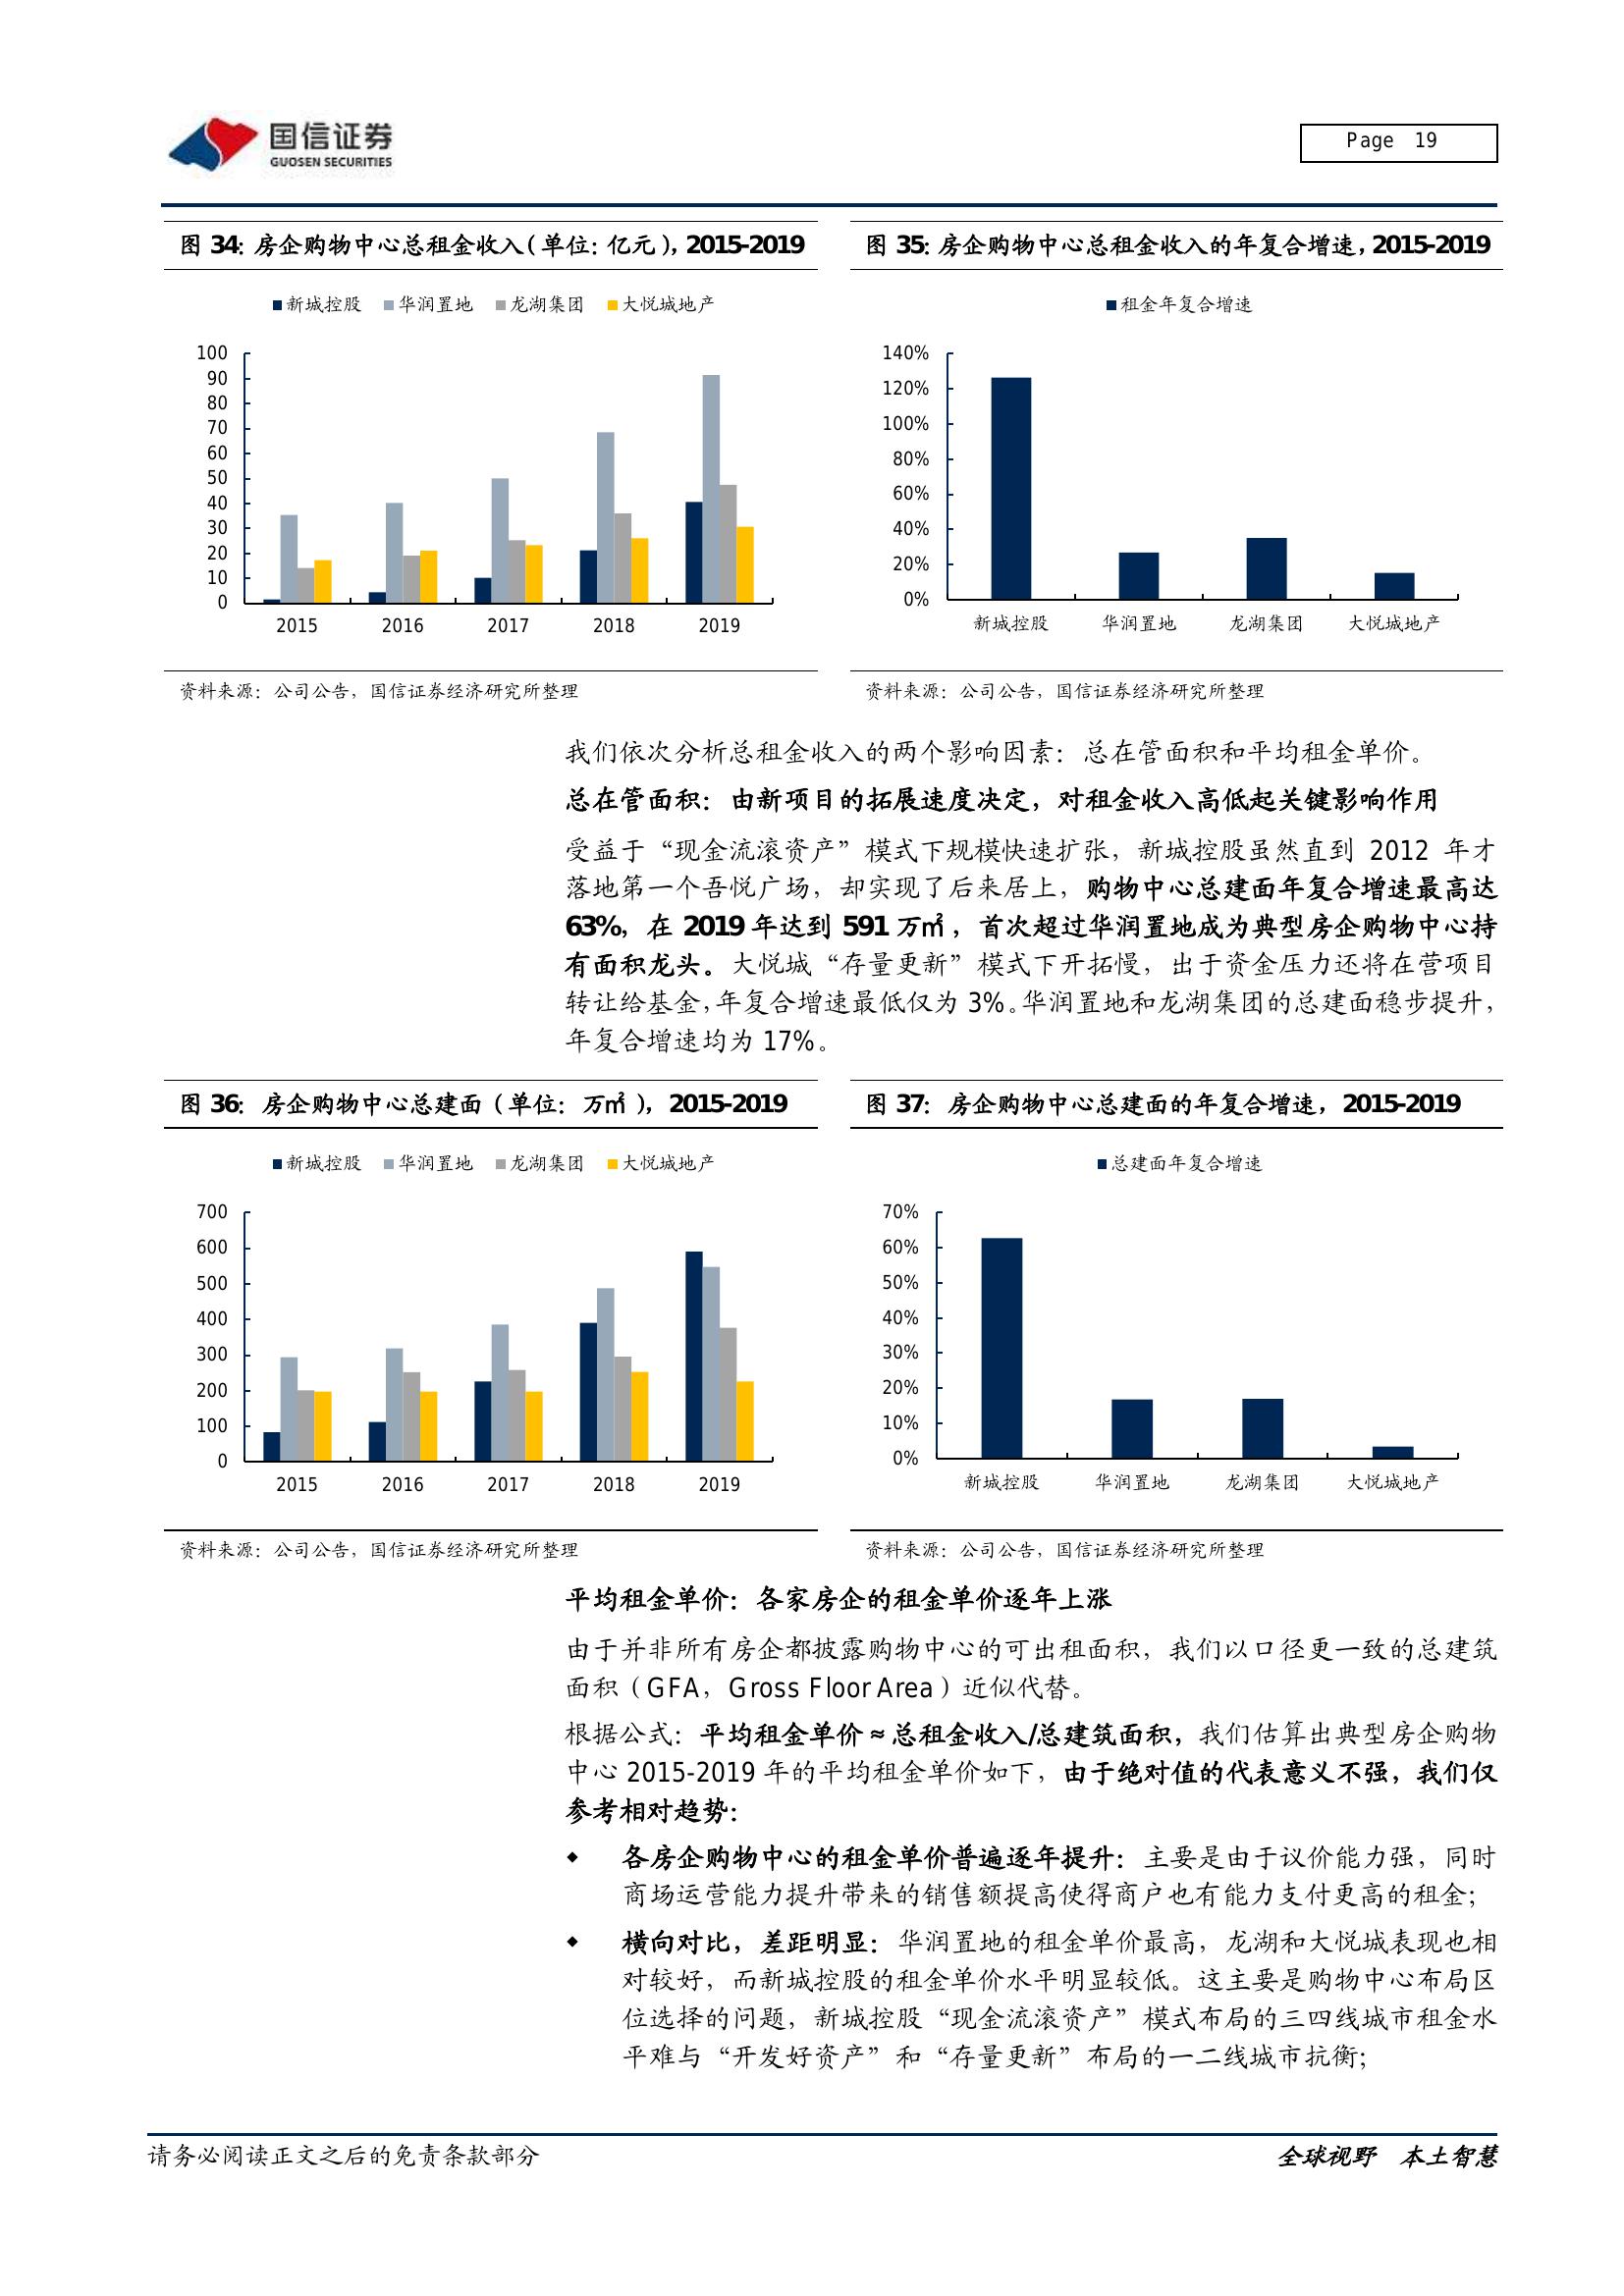 国信证券
GUOSEN SECURITIES
Page 19
图 34：房企购物中心总租金收入（单位：亿元），2015-2019
新城控股 华润置地 龙湖集团 大悦城地产
100
90
80
70
60
50
40
30
20
10
0
2015 2016 2017 2018 2019
资料来源：公司公告，国信证券经济研究所整理
图 35：房企购物中心总租金收入的年复合增速，2015-2019
租金年复合增速
140%
120%
100%
80%
60%
40%
20%
0%
新城控股 华润置地 龙湖集团 大悦城地产
资料来源：公司公告，国信证券经济研究所整理
我们依次分析总租金收入的两个影响因素：总在管面积和平均租金单价。
总在管面积：由新项目的拓展速度决定，对租金收入高低起关键影响作用
受益于“现金流滚资产”模式下规模快速扩张，新城控股虽然直到 2012 年才
落地第一个吾悦广场，却实现了后来居上，购物中心总建面年复合增速最高达
63%，在 2019 年达到 591 万㎡，首次超过华润置地成为典型房企购物中心持
有面积龙头。大悦城“存量更新”模式下开拓慢，出于资金压力还将在营项目
转让给基金，年复合增速最低仅为 3%。华润置地和龙湖集团的总建面稳步提升，
年复合增速均为 17%。
图 36：房企购物中心总建面（单位：万㎡），2015-2019
新城控股 华润置地 龙湖集团 大悦城地产
700
600
500
400
300
200
100
0
2015 2016 2017 2018 2019
资料来源：公司公告，国信证券经济研究所整理
图 37：房企购物中心总建面的年复合增速，2015-2019
总建面年复合增速
70%
60%
50%
40%
30%
20%
10%
0%
新城控股 华润置地 龙湖集团 大悦城地产
资料来源：公司公告，国信证券经济研究所整理
平均租金单价：各家房企的租金单价逐年上涨
由于并非所有房企都披露购物中心的可出租面积，我们以口径更一致的总建筑
面积（GFA，Gross Floor Area）近似代替。
根据公式：平均租金单价≈总租金收入/总建筑面积，我们估算出典型房企购物
中心 2015-2019 年的平均租金单价如下，由于绝对值的代表意义不强，我们仅
参考相对趋势：
◆ 各房企购物中心的租金单价普遍逐年提升：主要是由于议价能力强，同时
商场运营能力提升带来的销售额提高使得商户也有能力支付更高的租金；
◆ 横向对比，差距明显：华润置地的租金单价最高，龙湖和大悦城表现也相
对较好，而新城控股的租金单价水平明显较低。这主要是购物中心布局区
位选择的问题，新城控股“现金流滚资产”模式布局的三四线城市租金水
平难与“开发好资产”和“存量更新”布局的一二线城市抗衡；
请务必阅读正文之后的免责条款部分
全球视野 本土智慧